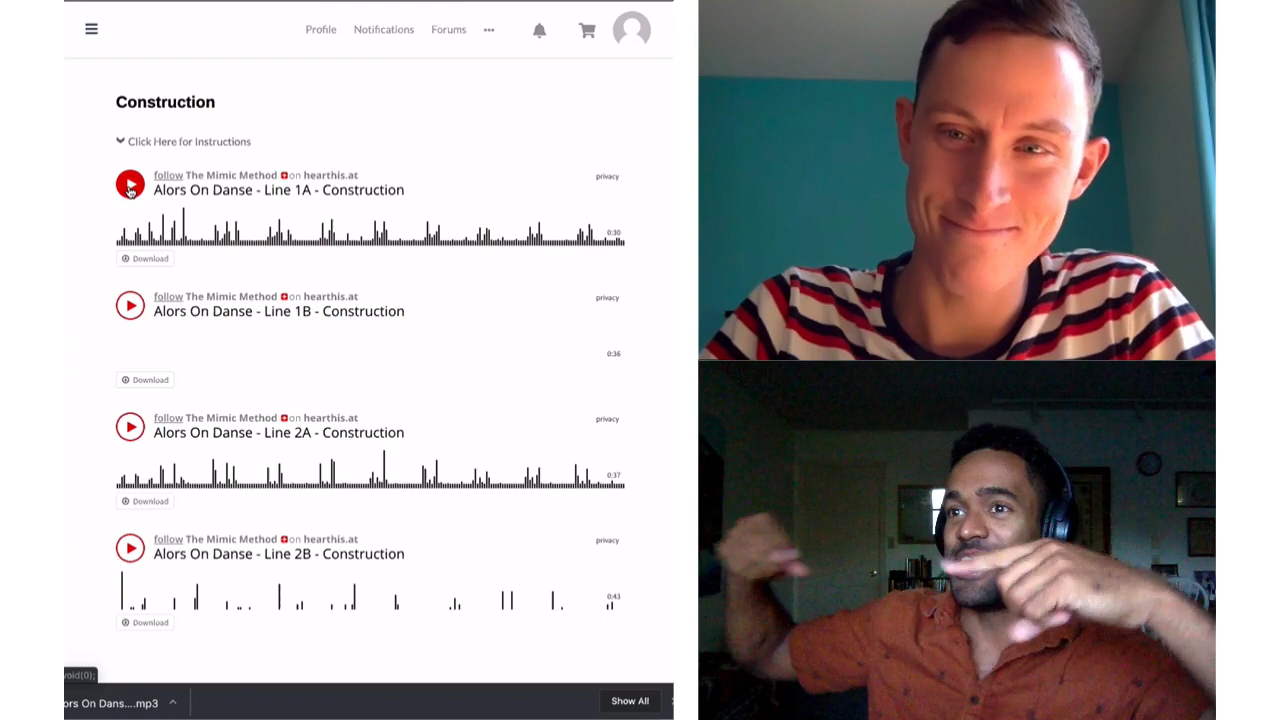 Profile Notifications Forums
Construction
Click Here for Instructions
follow The Mimic Method on hearthis.at privacy
Alors On Danse - Line 1A - Construction
0:30
Download
follow The Mimic Method on hearthis.at privacy
Alors On Danse - Line 1B - Construction
0:36
Download
follow The Mimic Method on hearthis.at privacy
Alors On Danse - Line 2A - Construction
0:37
Download
follow The Mimic Method on hearthis.at privacy
Alors On Danse - Line 2B - Construction
0:43
Download
void(0);
ors On Dans....mp3 Show All